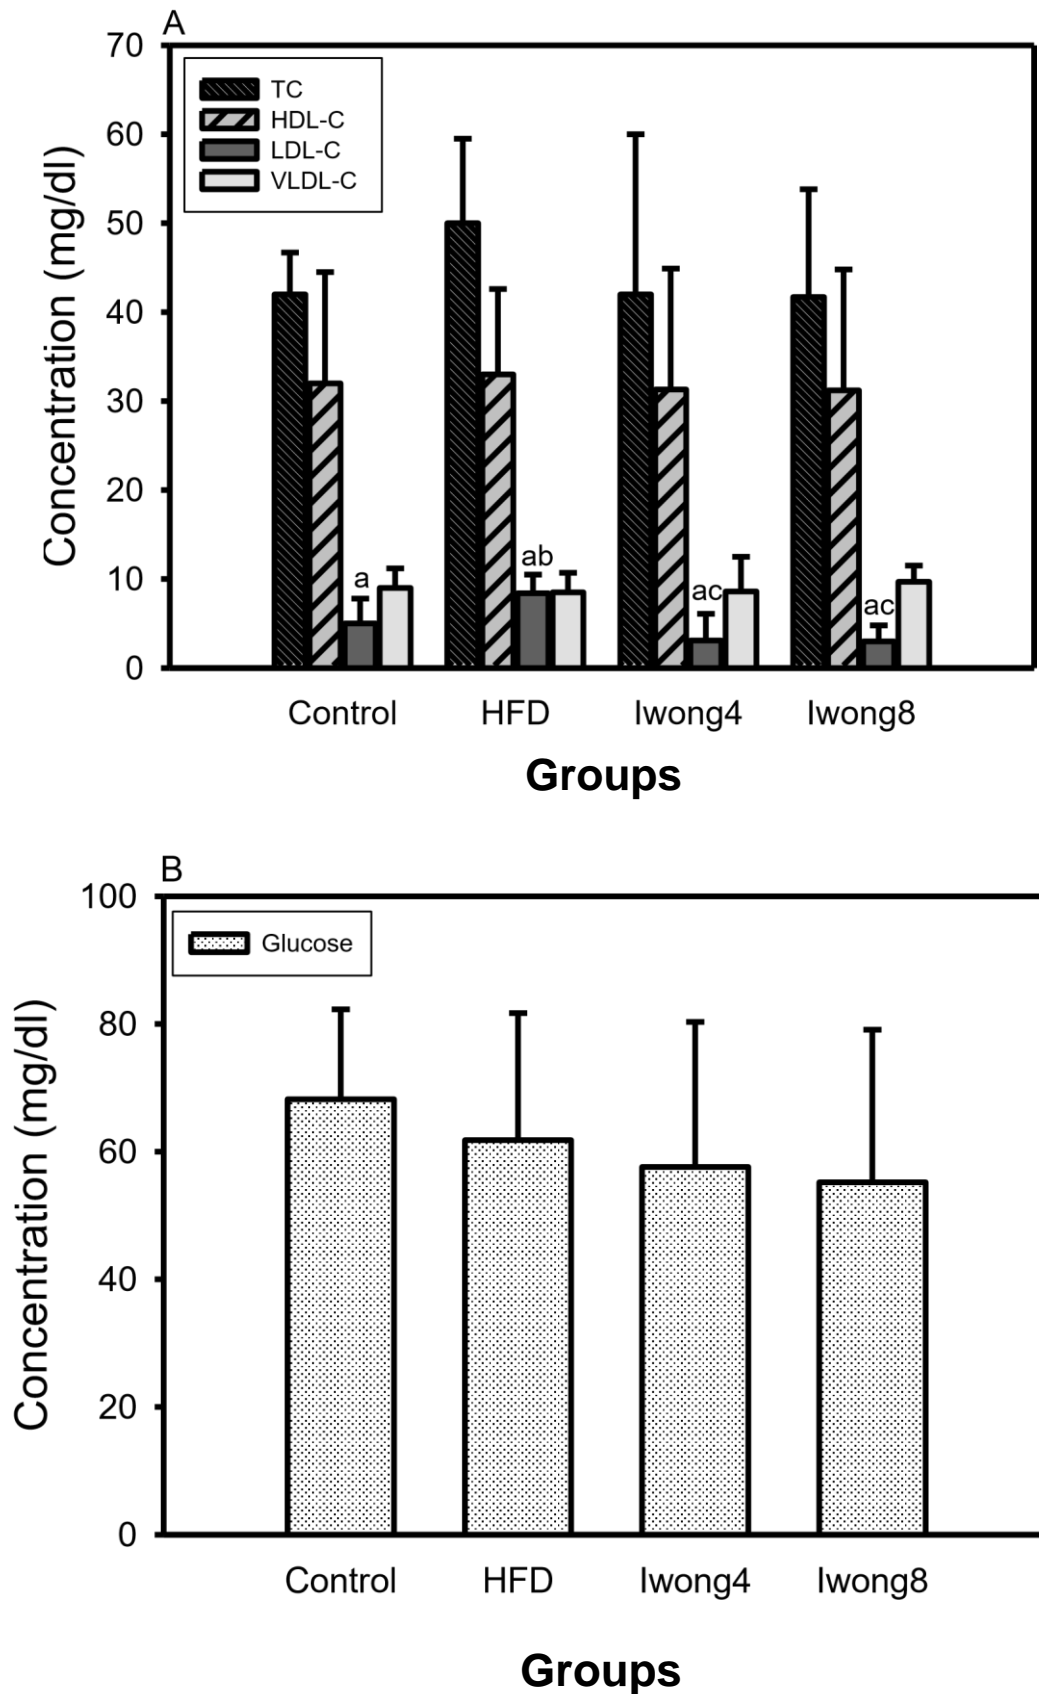 A
70
60
50
40
30
20
10
0
Concentration (mg/dl)
TC
HDL-C
LDL-C
VLDL-C
a
ab
ac
ac
Control HFD Iwong4 Iwong8
Groups
B
100
80
60
40
20
0
Concentration (mg/dl)
Glucose
Control HFD Iwong4 Iwong8
Groups